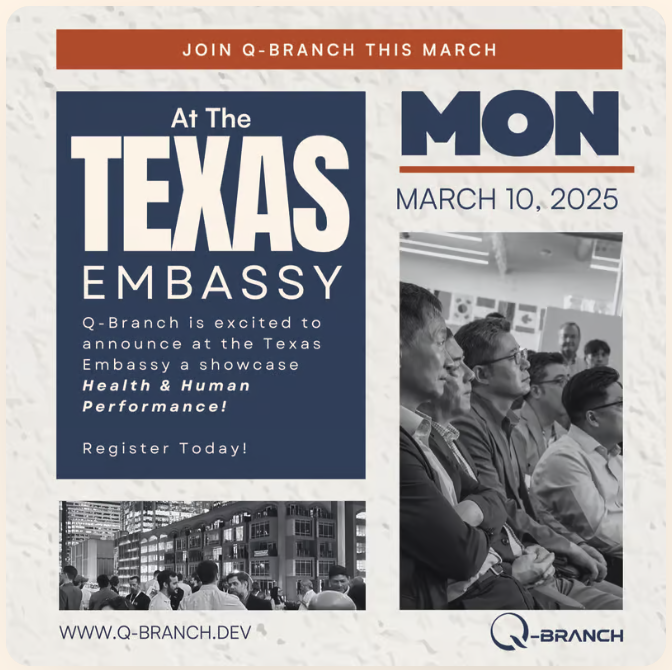 JOIN Q-BRANCH THIS MARCH
At The
TEXAS
EMBASSY
Q-Branch is excited to
announce at the Texas
Embassy a showcase
Health & Human
Performance!
Register Today!
MON
MARCH 10, 2025
WWW.Q-BRANCH.DEV
Q-BRANCH